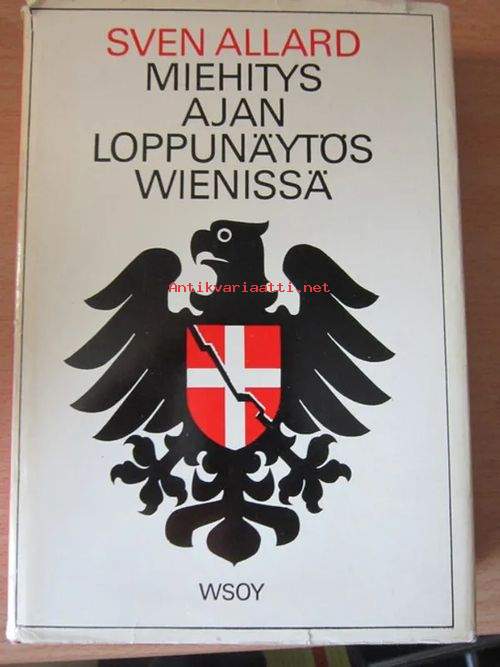 SVEN ALLARD
MIEHITYS
AJAN
LOPPUNÄYTÖS
WIENISSÄ
Antikvariaatti.net
WSOY